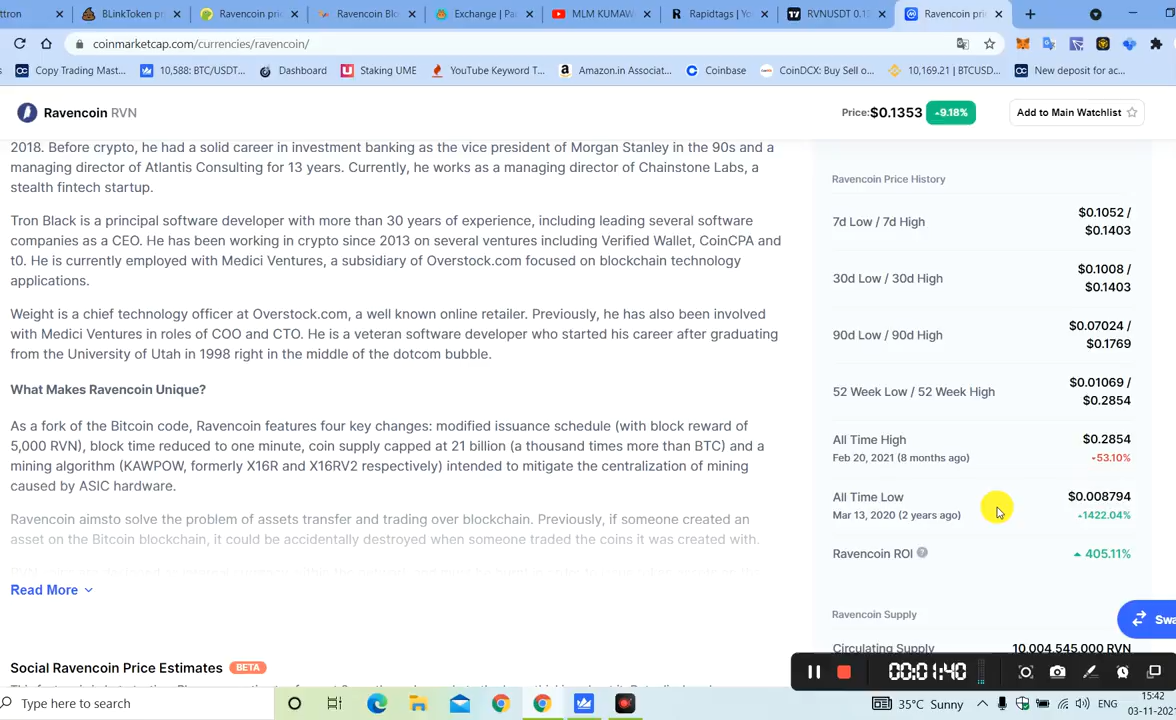 tron
BlinkToken p
Ravencoin Blo
Exchange | Pan
MLM KUMAW
Rapidtags | Yo
RVNUSDT 0.13
Ravencoin pri
coinmarketcap.com/currencies/ravencoin/
Copy Trading Mast...
10,588: BTC/USDT...
Dashboard
Staking UME
YouTube Keyword T...
Amazon.in Associat...
Coinbase
CoinDCX: Buy Sell o...
10,169.21 | BTCUSD...
New deposit for ac...
Ravencoin RVN
Price:$0.1353
9.18%
Add to Main Watchlist
2018. Before crypto, he had a solid career in investment banking as the vice president of Morgan Stanley in the 90s and a
managing director of Atlantis Consulting for 13 years. Currently, he works as a managing director of Chainstone Labs, a
stealth fintech startup.
Tron Black is a principal software developer with more than 30 years of experience, including leading several software
companies as a CEO. He has been working in crypto since 2013 on several ventures including Verified Wallet, CoinCPA and
t0. He is currently employed with Medici Ventures, a subsidiary of Overstock.com focused on blockchain technology
applications.
Weight is a chief technology officer at Overstock.com, a well known online retailer. Previously, he has also been involved
with Medici Ventures in roles of COO and CTO. He is a veteran software developer who started his career after graduating
from the University of Utah in 1998 right in the middle of the dotcom bubble.
What Makes Ravencoin Unique?
As a fork of the Bitcoin code, Ravencoin features four key changes: modified issuance schedule (with block reward of
5,000 RVN), block time reduced to one minute, coin supply capped at 21 billion (a thousand times more than BTC) and a
mining algorithm (KAWPOW, formerly X16R and X16RV2 respectively) intended to mitigate the centralization of mining
caused by ASIC hardware.
Ravencoin aimsto solve the problem of assets transfer and trading over blockchain. Previously, if someone created an
asset on the Bitcoin blockchain, it could be accidentally destroyed when someone traded the coins it was created with.
Read More
Social Ravencoin Price Estimates BETA
Ravencoin Price History
7d Low / 7d High
$0.1052 /
$0.1403
30d Low / 30d High
$0.1008 /
$0.1403
90d Low / 90d High
$0.07024 /
$0.1769
52 Week Low / 52 Week High
$0.01069 /
$0.2854
All Time High
$0.2854
Feb 20, 2021 (8 months ago)
53.10%
All Time Low
$0.008794
Mar 13, 2020 (2 years ago)
1422.04%
Ravencoin ROI
405.11%
Ravencoin Supply
Swa
Circulating Supply
10,004,545,000 RVN
00:01:40
Type here to search
35°C Sunny
ENG
15:42
03-11-202